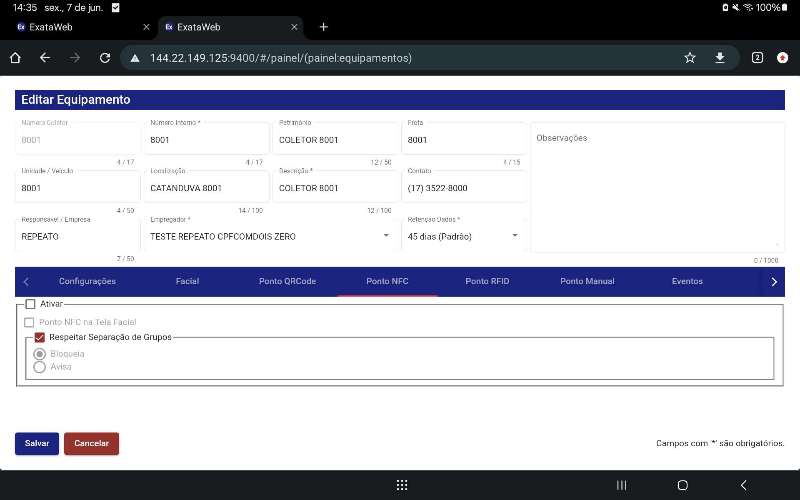 14:35 sex., 7 de jun. 100%
ExataWeb ExataWeb
144.22.149.125:9400/#/painel/(painel:equipamentos) 2
Editar Equipamento
Número Coletor Número Interno * Patrimônio Frota
8001 8001 COLETOR 8001 8001 Observações
4 / 17 4 / 17 12 / 50 4 / 15
Unidade / Veículo Localização Descrição * Contato
8001 CATANDUVA 8001 COLETOR 8001 (17) 3522-8000
4 / 50 14 / 100 12 / 100
Responsável / Empresa Empregador * Retenção Dados *
REPEATO TESTE REPEATO CPFCOMDOIS ZERO 45 dias (Padrão)
7 / 50 0 / 1000
Configurações Facial Ponto QRCode Ponto NFC Ponto RFID Ponto Manual Eventos
Ativar
Ponto NFC na Tela Facial
Respeitar Separação de Grupos
Bloqueia
Avisa
Salvar Cancelar Campos com '*' são obrigatórios.